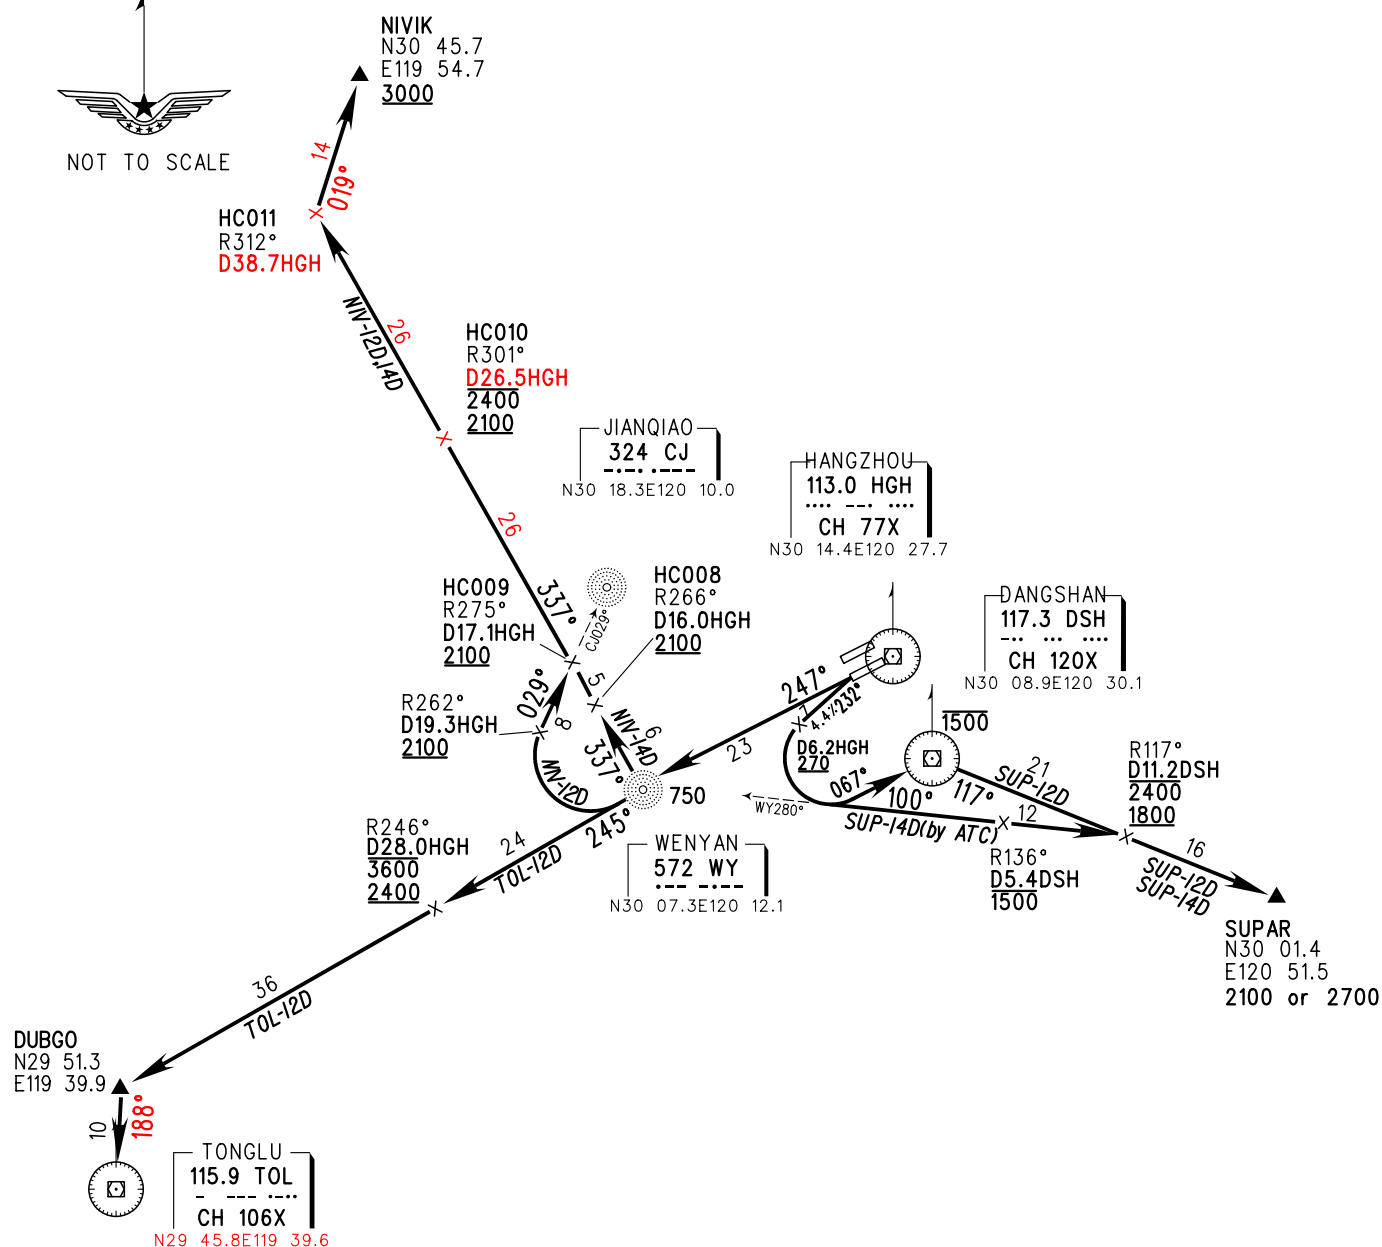 NIVIK
N30 45.7
E119 54.7
3000
NOT TO SCALE
14
019°
HC011
R312°
D38.7HGH
26
NIV-12D,14D
HC010
R301°
D26.5HGH
2400
2100
JIANQIAO
324 CJ
N30 18.3E120 10.0
HANGZHOU
113.0 HGH
CH 77X
N30 14.4E120 27.7
26
337°
HC009
R275°
D17.1HGH
2100
HC008
R266°
D16.0HGH
2100
CJ029°
DANGSHAN
117.3 DSH
CH 120X
N30 08.9E120 30.1
029°
8
5
R262°
D19.3HGH
2100
NIV-14D
6
337°
NIV-12D
247°
23
7
4.4%232°
D6.2HGH
270
1500
067°
WY280°
750
100°
117°
21
SUP-12D
12
SUP-14D(by ATC)
R117°
D11.2DSH
2400
1800
R136°
D5.4DSH
1500
16
SUP-12D
SUP-14D
245°
24
TOL-12D
R246°
D28.0HGH
3600
2400
WENYAN
572 WY
N30 07.3E120 12.1
SUPAR
N30 01.4
E120 51.5
2100 or 2700
36
TOL-12D
DUBGO
N29 51.3
E119 39.9
10
188°
TONGLU
115.9 TOL
CH 106X
N29 45.8E119 39.6